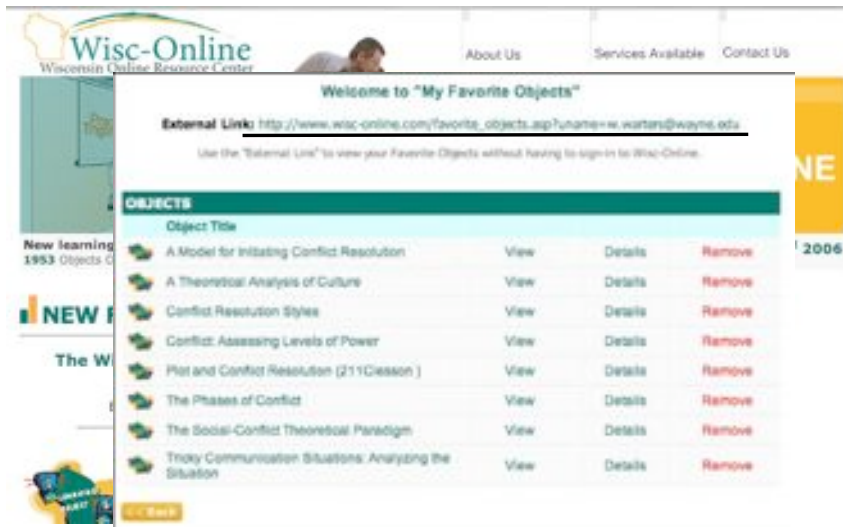 Wisc-Online
Wisconsin Online Resource Center
About Us Services Available Contact Us
Welcome to "My Favorite Objects"
External Link: http://www.wisc-online.com/favorite_objects.asp?uname=w.warters@wayne.edu
Use the "External Link" to view your Favorite Objects without having to sign-in to Wisc-Online.
NE
OBJECTS
Object Title
New learning
1953 Objects
2006
A Model for Initiating Conflict Resolution View Details Remove
A Theoretical Analysis of Culture View Details Remove
Conflict Resolution Styles View Details Remove
NEW
Conflict: Assessing Levels of Power View Details Remove
The Wi
Plot and Conflict Resolution (211Clesson ) View Details Remove
The Phases of Conflict View Details Remove
The Social-Conflict Theoretical Paradigm View Details Remove
Tricky Communication Situations: Analyzing the
Situation View Details Remove
<< Back